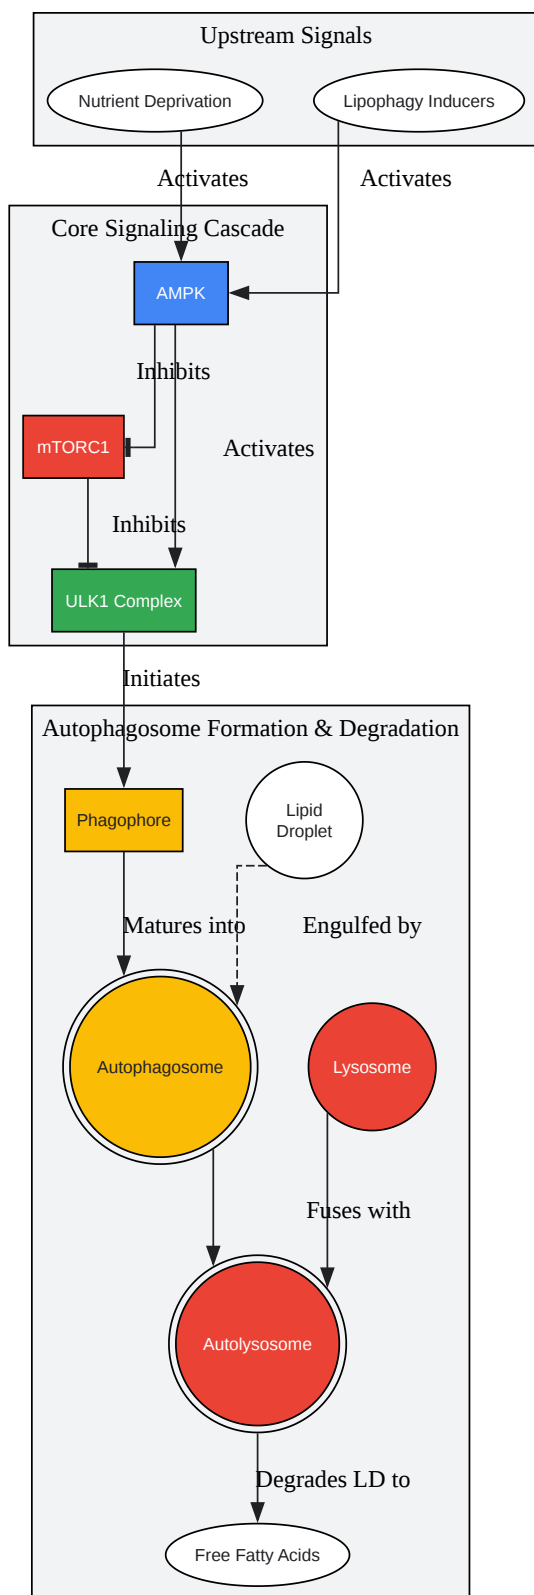 Upstream Signals
Nutrient Deprivation
Lipophagy Inducers
Activates
Activates
Core Signaling Cascade
AMPK
Inhibits
mTORC1
Activates
Inhibits
ULK1 Complex
Initiates
Autophagosome Formation & Degradation
Phagophore
Lipid
Droplet
Matures into
Engulfed by
Autophagosome
Lysosome
Fuses with
Autolysosome
Degrades LD to
Free Fatty Acids